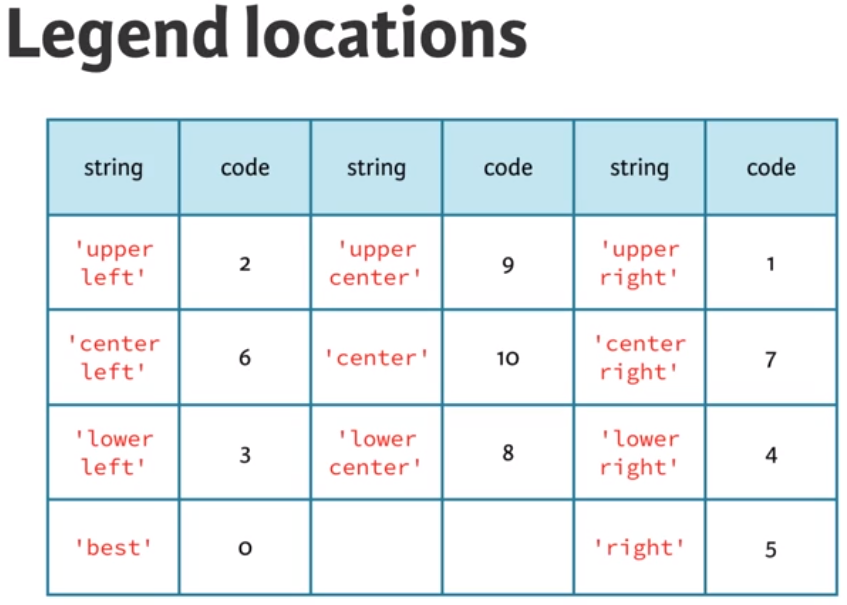 Legend locations
string code string code string code
'upper left' 2 'upper center' 9 'upper right' 1
'center left' 6 'center' 10 'center right' 7
'lower left' 3 'lower center' 8 'lower right' 4
'best' 0 'right' 5